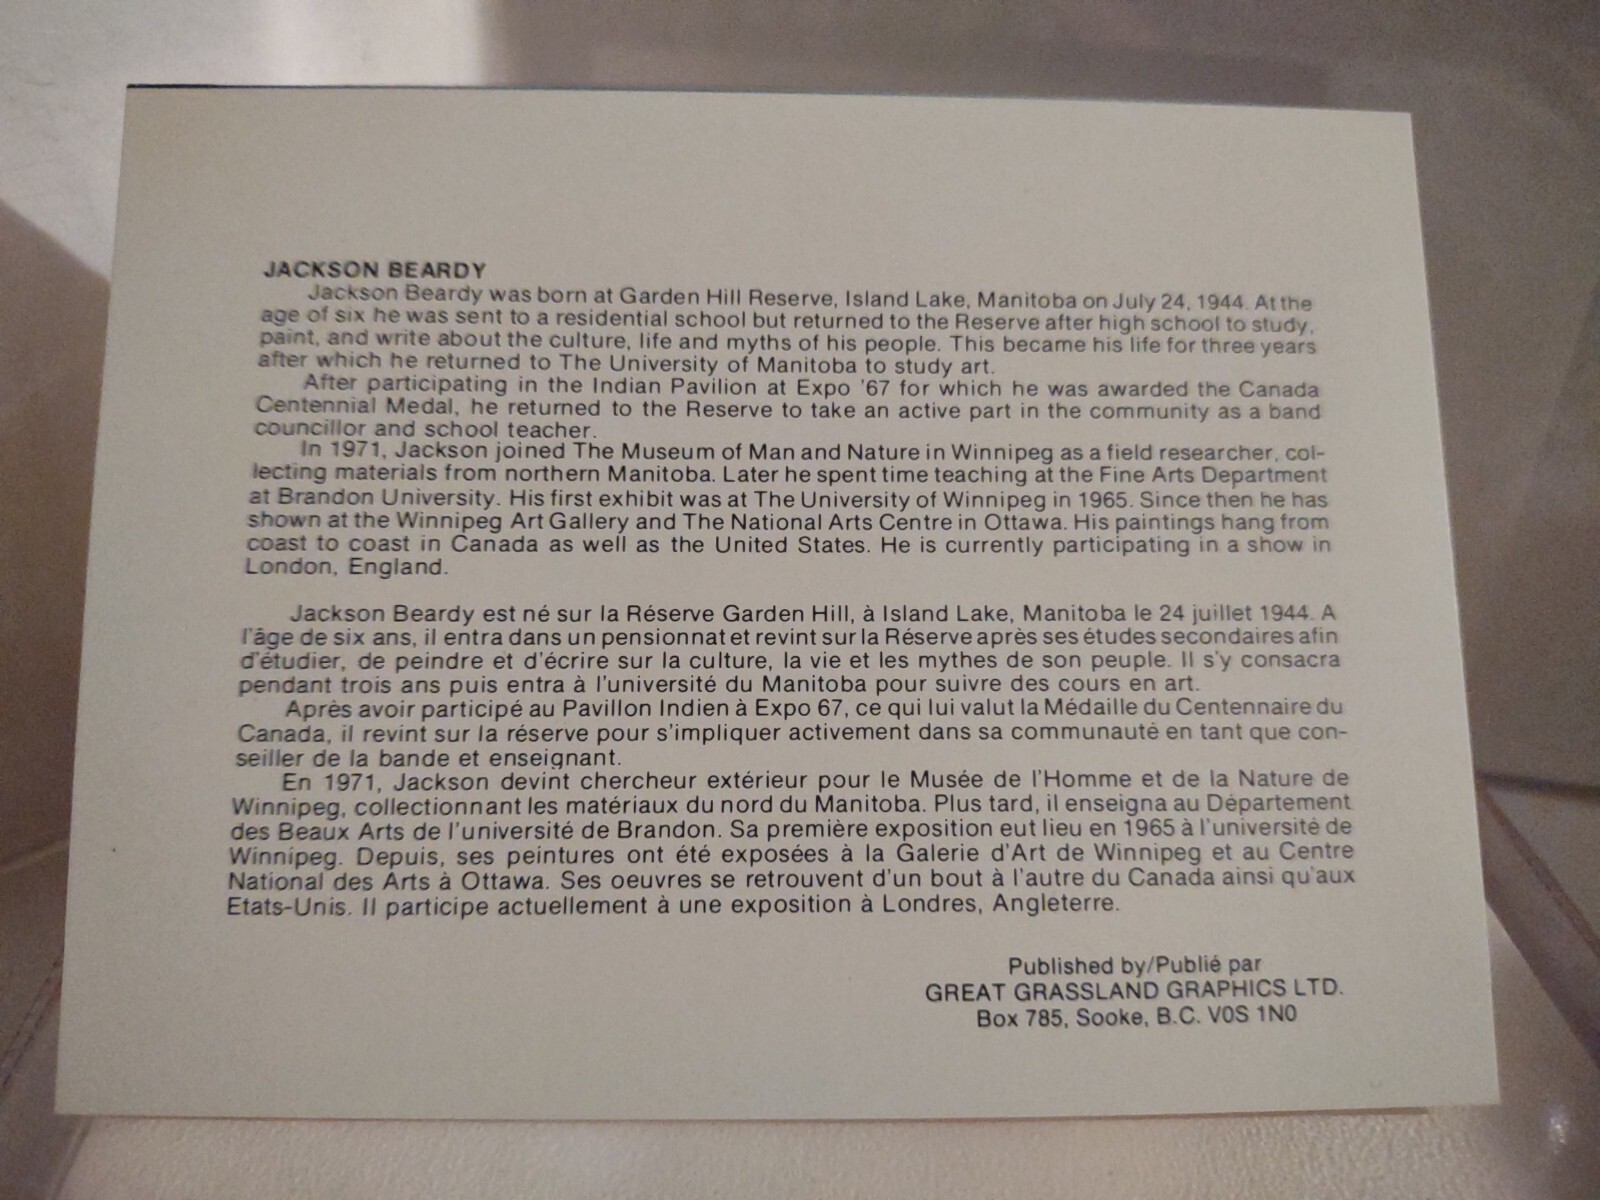 JACKSON BEARDY
Jackson Beardy was born at Garden Hill Reserve, Island Lake, Manitoba on July 24, 1944. At the
age of six he was sent to a residential school but returned to the Reserve after high school to study,
paint, and write about the culture, life and myths of his people. This became his life for three years
after which he returned to The University of Manitoba to study art.
After participating in the Indian Pavilion at Expo '67 for which he was awarded the Canada
Centennial Medal, he returned to the Reserve to take an active part in the community as a band
councillor and school teacher.
In 1971, Jackson joined The Museum of Man and Nature in Winnipeg as a field researcher, col-
lecting materials from northern Manitoba. Later he spent time teaching at the Fine Arts Department
at Brandon University. His first exhibit was at The University of Winnipeg in 1965. Since then he has
shown at the Winnipeg Art Gallery and The National Arts Centre in Ottawa. His paintings hang from
coast to coast in Canada as well as the United States. He is currently participating in a show in
London, England.
Jackson Beardy est né sur la Réserve Garden Hill, à Island Lake, Manitoba le 24 juillet 1944. A
l'âge de six ans, il entra dans un pensionnat et revint sur la Réserve après ses études secondaires afin
d'étudier, de peindre et d'écrire sur la culture, la vie et les mythes de son peuple. Il s'y consacra
pendant trois ans puis entra à l'université du Manitoba pour suivre des cours en art.
Après avoir participé au Pavillon Indien à Expo 67, ce qui lui valut la Médaille du Centennaire du
Canada, il revint sur la réserve pour s'impliquer activement dans sa communauté en tant que con-
seiller de la bande et enseignant.
En 1971, Jackson devint chercheur extérieur pour le Musée de l'Homme et de la Nature de
Winnipeg, collectionnant les matériaux du nord du Manitoba. Plus tard, il enseigna au Département
des Beaux Arts de l'université de Brandon. Sa première exposition eut lieu en 1965 à l'université de
Winnipeg. Depuis, ses peintures ont été exposées à la Galerie d'Art de Winnipeg et au Centre
National des Arts à Ottawa. Ses oeuvres se retrouvent d'un bout à l'autre du Canada ainsi qu'aux
Etats-Unis. Il participe actuellement à une exposition à Londres, Angleterre.
Published by/Publié par
GREAT GRASSLAND GRAPHICS LTD.
Box 785, Sooke, B.C. V0S 1N0